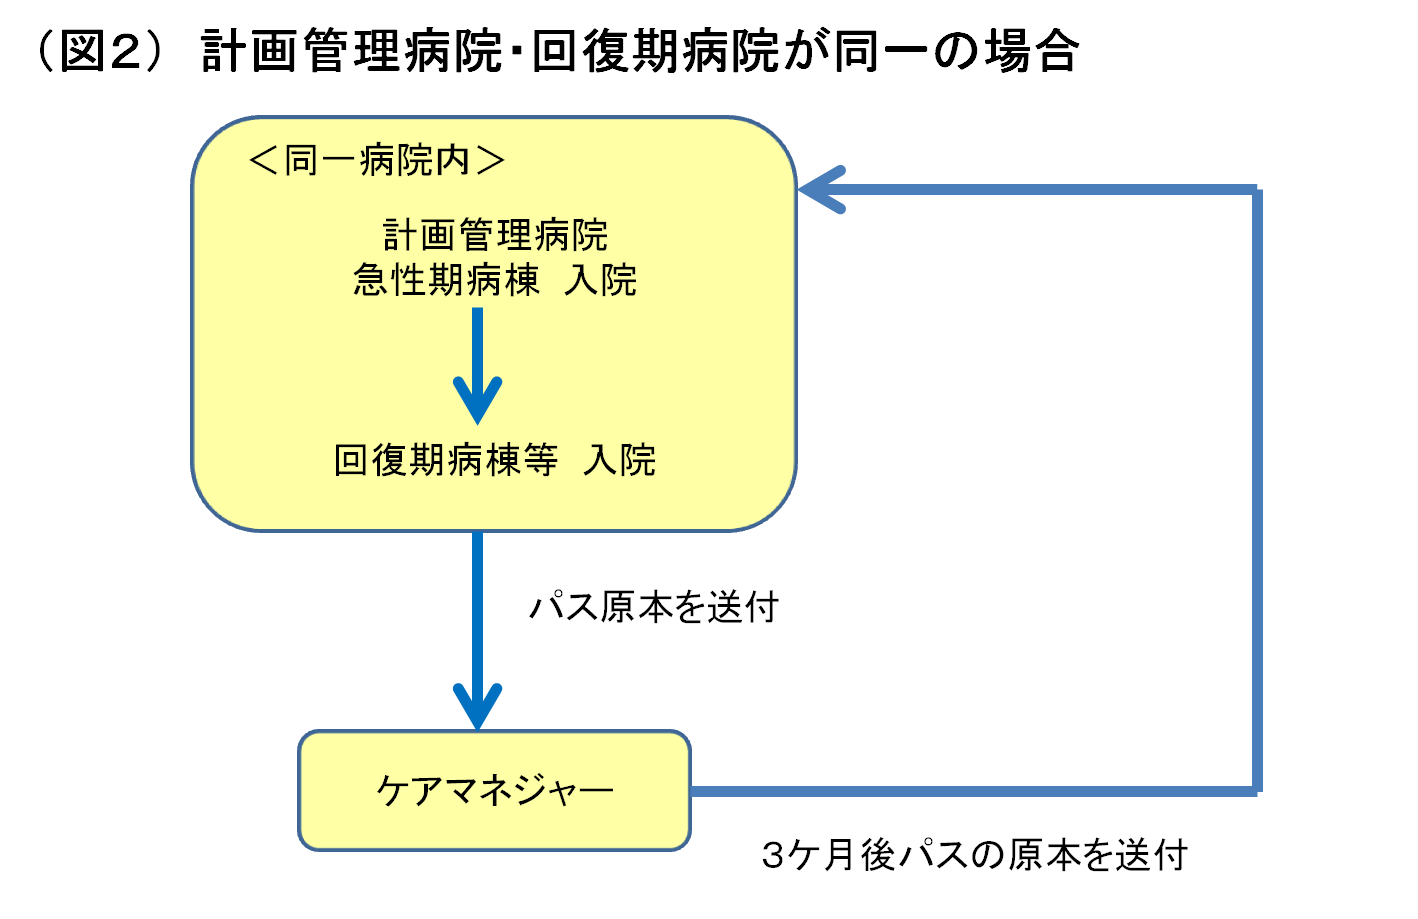 （図２） 計画管理病院・回復期病院が同一の場合
＜同一病院内＞
計画管理病院
急性期病棟　入院
回復期病棟等　入院
パス原本を送付
ケアマネジャー
３ケ月後パスの原本を送付